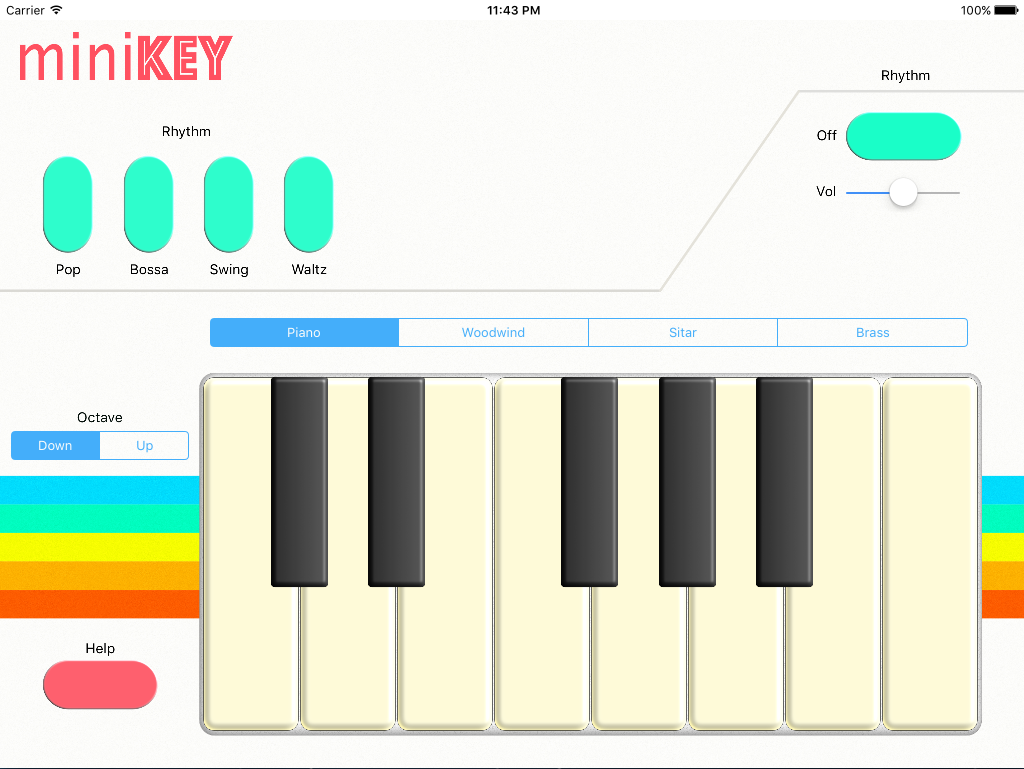 Carrier 11:43 PM 100%
miniKEY
Rhythm
Pop Bossa Swing Waltz
Rhythm
Off
Vol
Piano Woodwind Sitar Brass
Octave
Down Up
Help